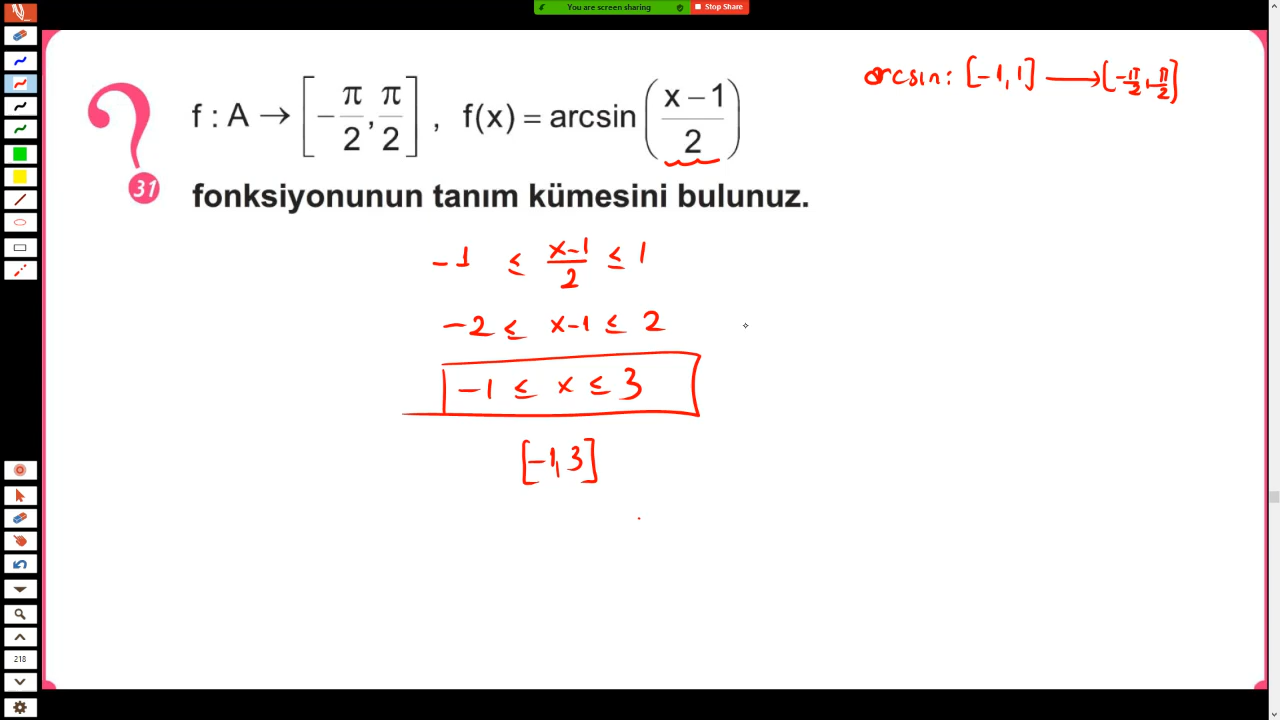 You are screen sharing Stop Share
f : A → [-π/2, π/2] , f(x) = arcsin((x - 1)/2)
arcsin: [-1, 1] ⟶ [-π/2, π/2]
31
fonksiyonunun tanım kümesini bulunuz.
-1 ≤ (x-1)/2 ≤ 1
-2 ≤ x-1 ≤ 2
-1 ≤ x ≤ 3
[-1, 3]
218